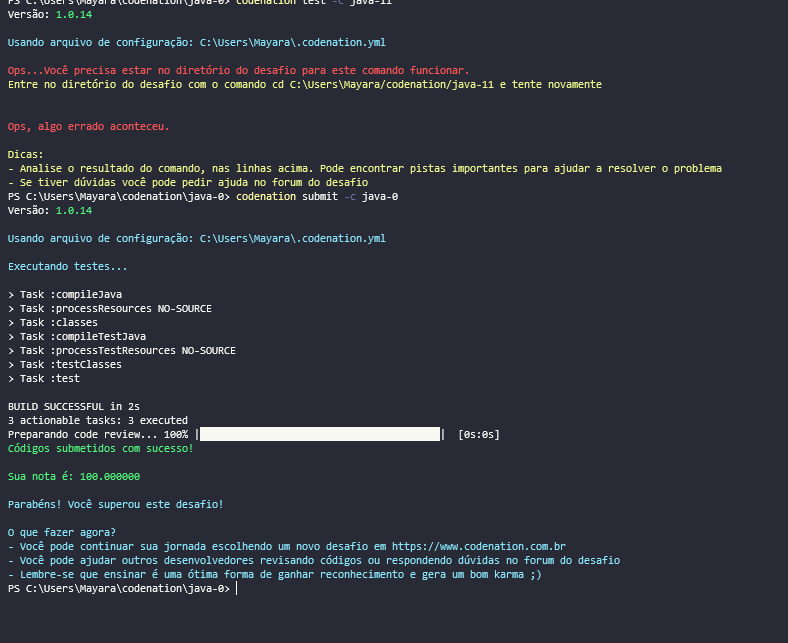 PS C:\Users\Mayara\codenation\java-0> codenation test -c java-11
Versão: 1.0.14
Usando arquivo de configuração: C:\Users\Mayara\.codenation.yml
Ops...Você precisa estar no diretório do desafio para este comando funcionar.
Entre no diretório do desafio com o comando cd C:\Users\Mayara/codenation/java-11 e tente novamente
Ops, algo errado aconteceu.
Dicas:
- Analise o resultado do comando, nas linhas acima. Pode encontrar pistas importantes para ajudar a resolver o problema
- Se tiver dúvidas você pode pedir ajuda no forum do desafio
PS C:\Users\Mayara\codenation\java-0> codenation submit -c java-0
Versão: 1.0.14
Usando arquivo de configuração: C:\Users\Mayara\.codenation.yml
Executando testes...
> Task :compileJava
> Task :processResources NO-SOURCE
> Task :classes
> Task :compileTestJava
> Task :processTestResources NO-SOURCE
> Task :testClasses
> Task :test
BUILD SUCCESSFUL in 2s
3 actionable tasks: 3 executed
Preparando code review... 100% | | [0s:0s]
Códigos submetidos com sucesso!
Sua nota é: 100.000000
Parabéns! Você superou este desafio!
O que fazer agora?
- Você pode continuar sua jornada escolhendo um novo desafio em https://www.codenation.com.br
- Você pode ajudar outros desenvolvedores revisando códigos ou respondendo dúvidas no forum do desafio
- Lembre-se que ensinar é uma ótima forma de ganhar reconhecimento e gera um bom karma ;)
PS C:\Users\Mayara\codenation\java-0>